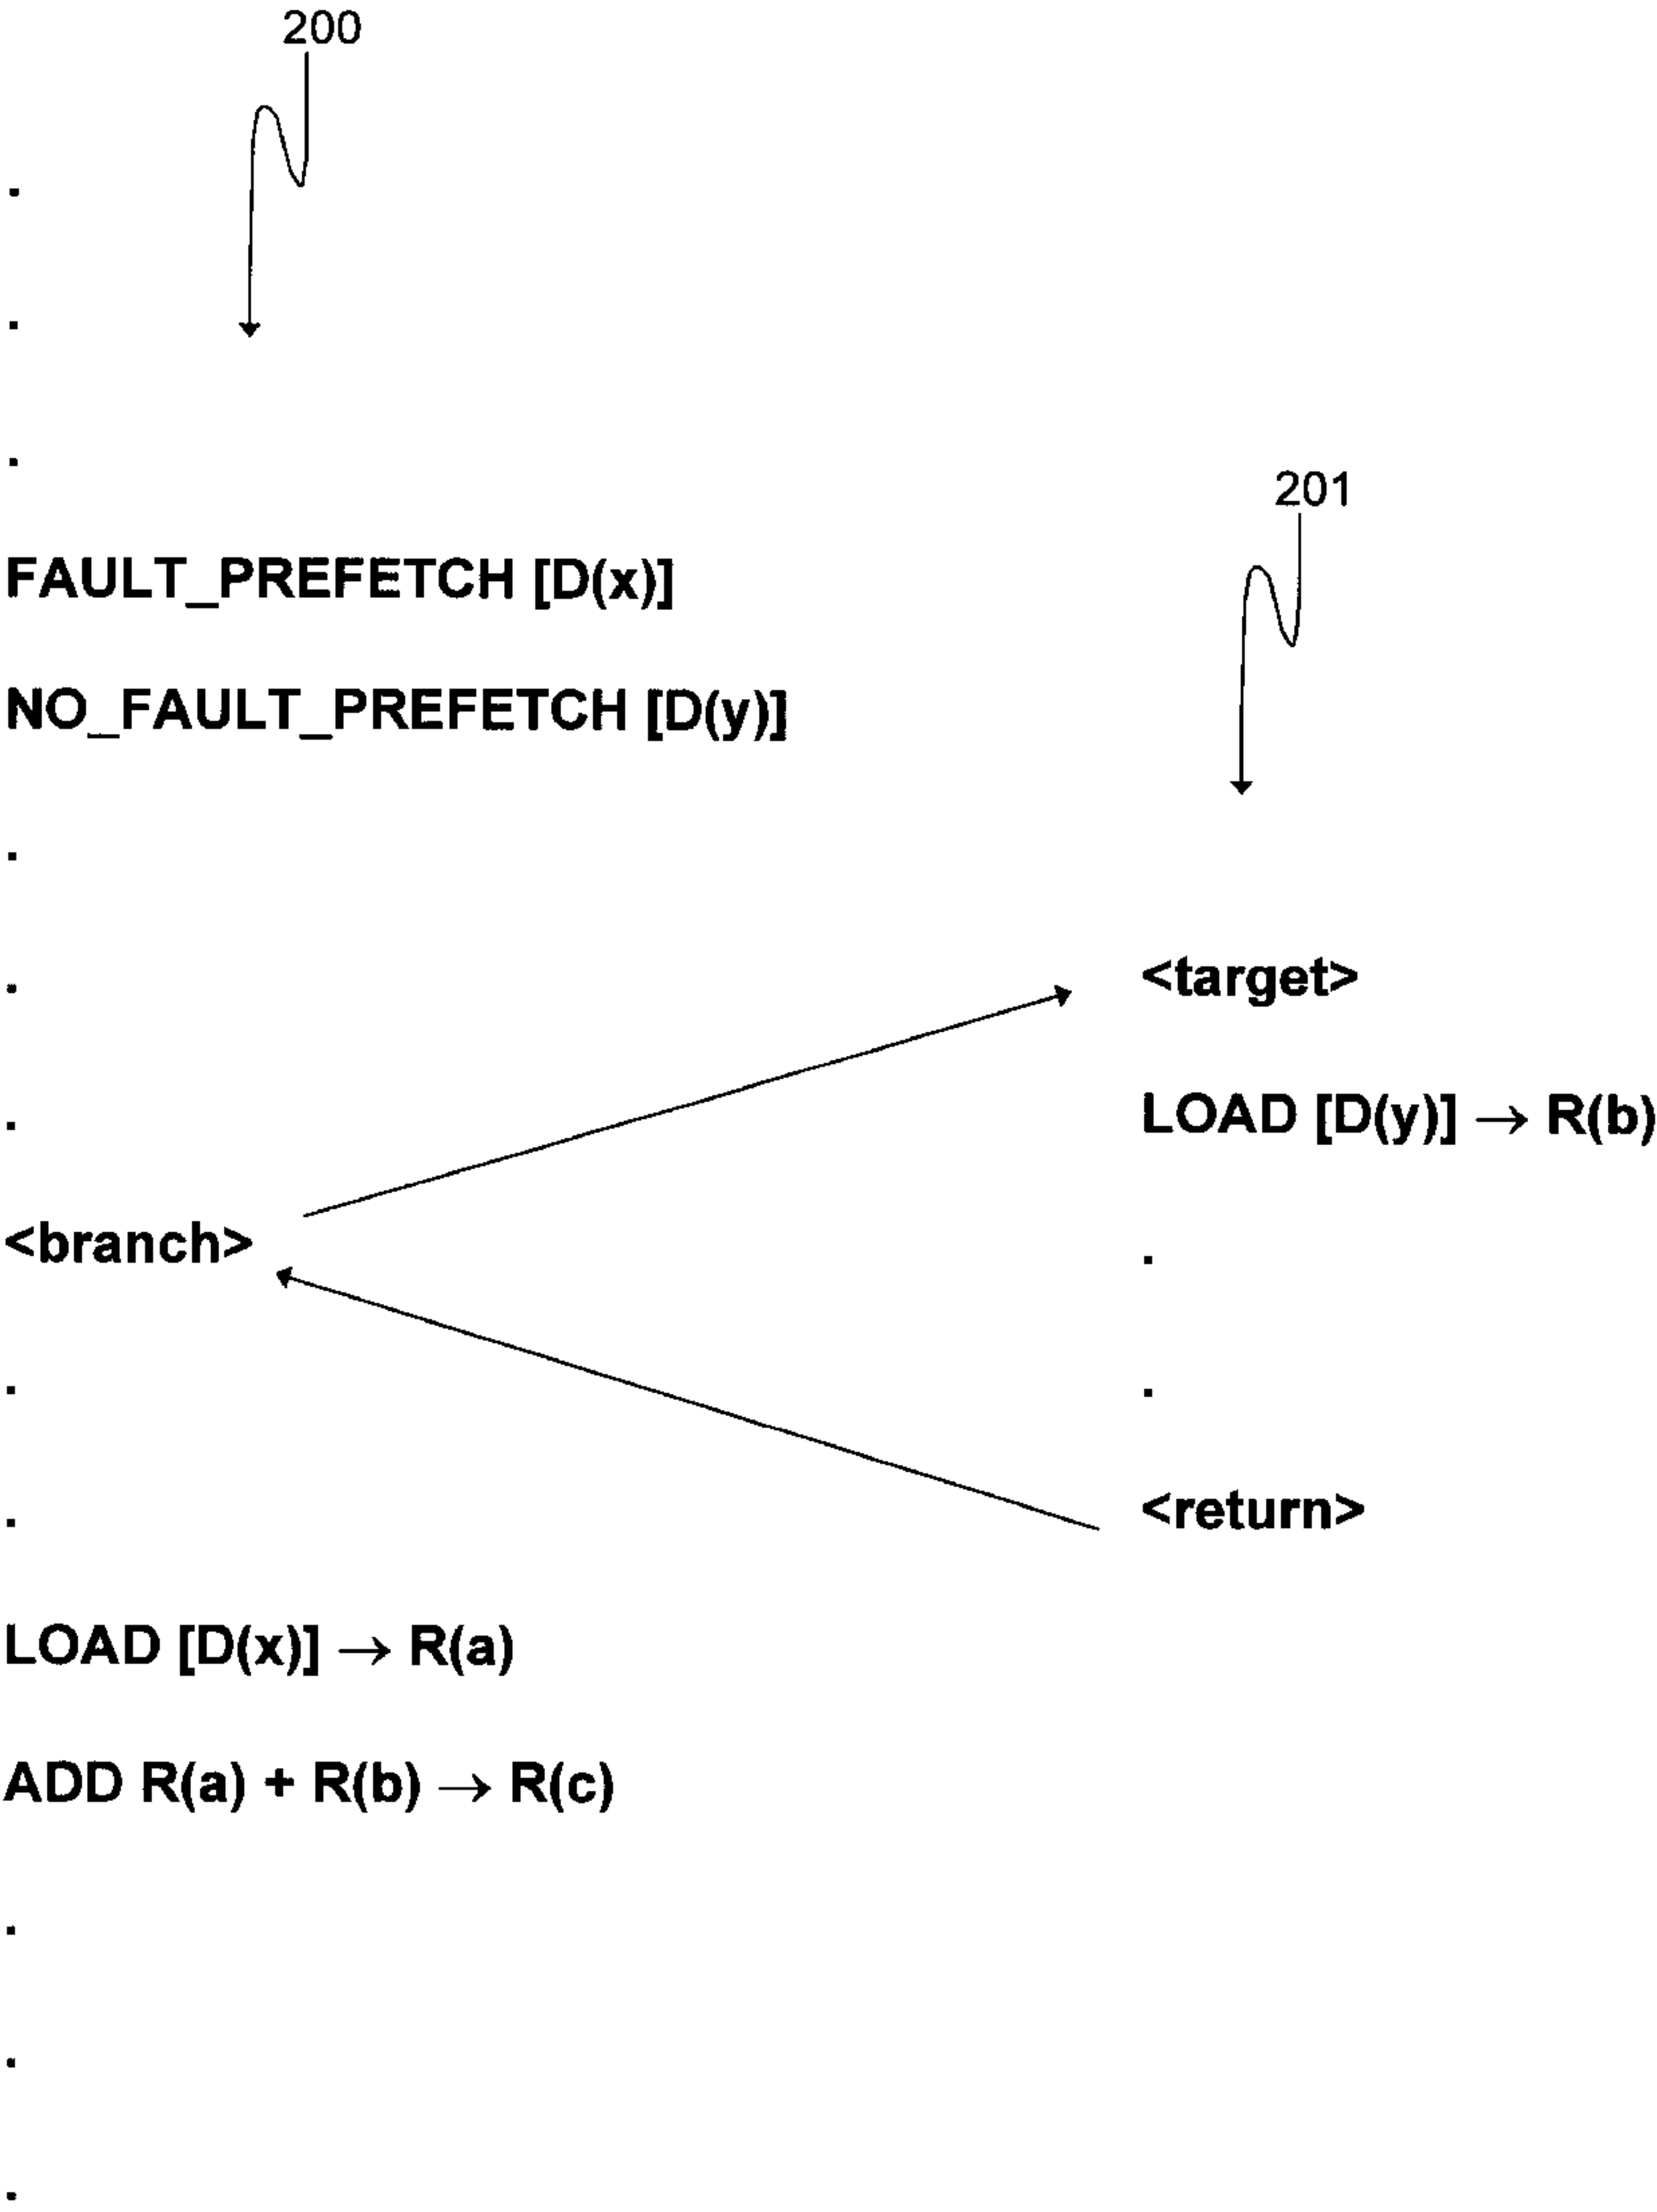 200
.
.
.
FAULT_PREFETCH [D(x)]
NO_FAULT_PREFETCH [D(y)]
.
.
.
<branch>
.
.
LOAD [D(x)] → R(a)
ADD R(a) + R(b) → R(c)
.
.
.
201
<target>
LOAD [D(y)] → R(b)
.
.
<return>